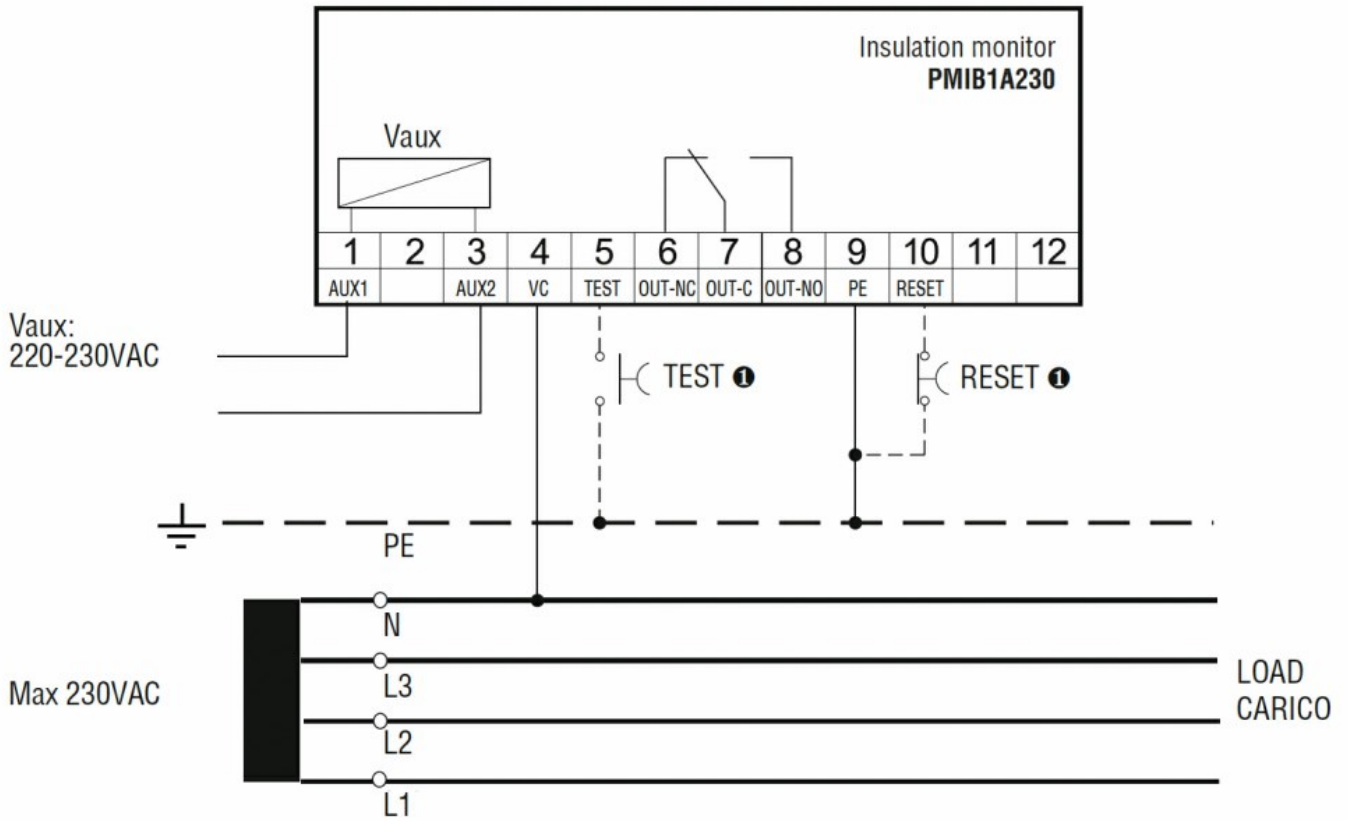 Insulation monitor
PMIB1A230
Vaux
1 2 3 4 5 6 7 8 9 10 11 12
AUX1 AUX2 VC TEST OUT-NC OUT-C OUT-NO PE RESET
Vaux:
220-230VAC
TEST ❶
RESET ❶
PE
N
Max 230VAC
L3
L2
L1
LOAD
CARICO